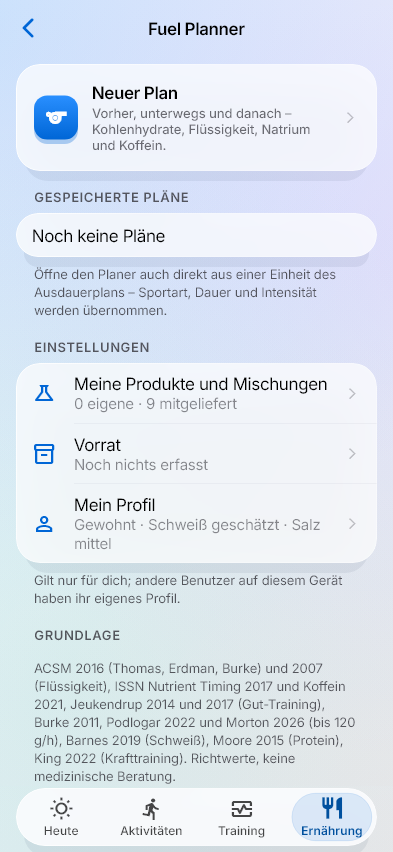 Fuel Planner
Neuer Plan
Vorher, unterwegs und danach –
Kohlenhydrate, Flüssigkeit, Natrium
und Koffein.
GESPEICHERTE PLÄNE
Noch keine Pläne
Öffne den Planer auch direkt aus einer Einheit des
Ausdauerplans – Sportart, Dauer und Intensität
werden übernommen.
EINSTELLUNGEN
Meine Produkte und Mischungen
0 eigene · 9 mitgeliefert
Vorrat
Noch nichts erfasst
Mein Profil
Gewohnt · Schweiß geschätzt · Salz
mittel
Gilt nur für dich; andere Benutzer auf diesem Gerät
haben ihr eigenes Profil.
GRUNDLAGE
ACSM 2016 (Thomas, Erdman, Burke) und 2007
(Flüssigkeit), ISSN Nutrient Timing 2017 und Koffein
2021, Jeukendrup 2014 und 2017 (Gut-Training),
Burke 2011, Podlogar 2022 und Morton 2026 (bis 120
g/h), Barnes 2019 (Schweiß), Moore 2015 (Protein),
King 2022 (Krafttraining). Richtwerte, keine
medizinische Beratung.
Heute
Aktivitäten
Training
Ernährung